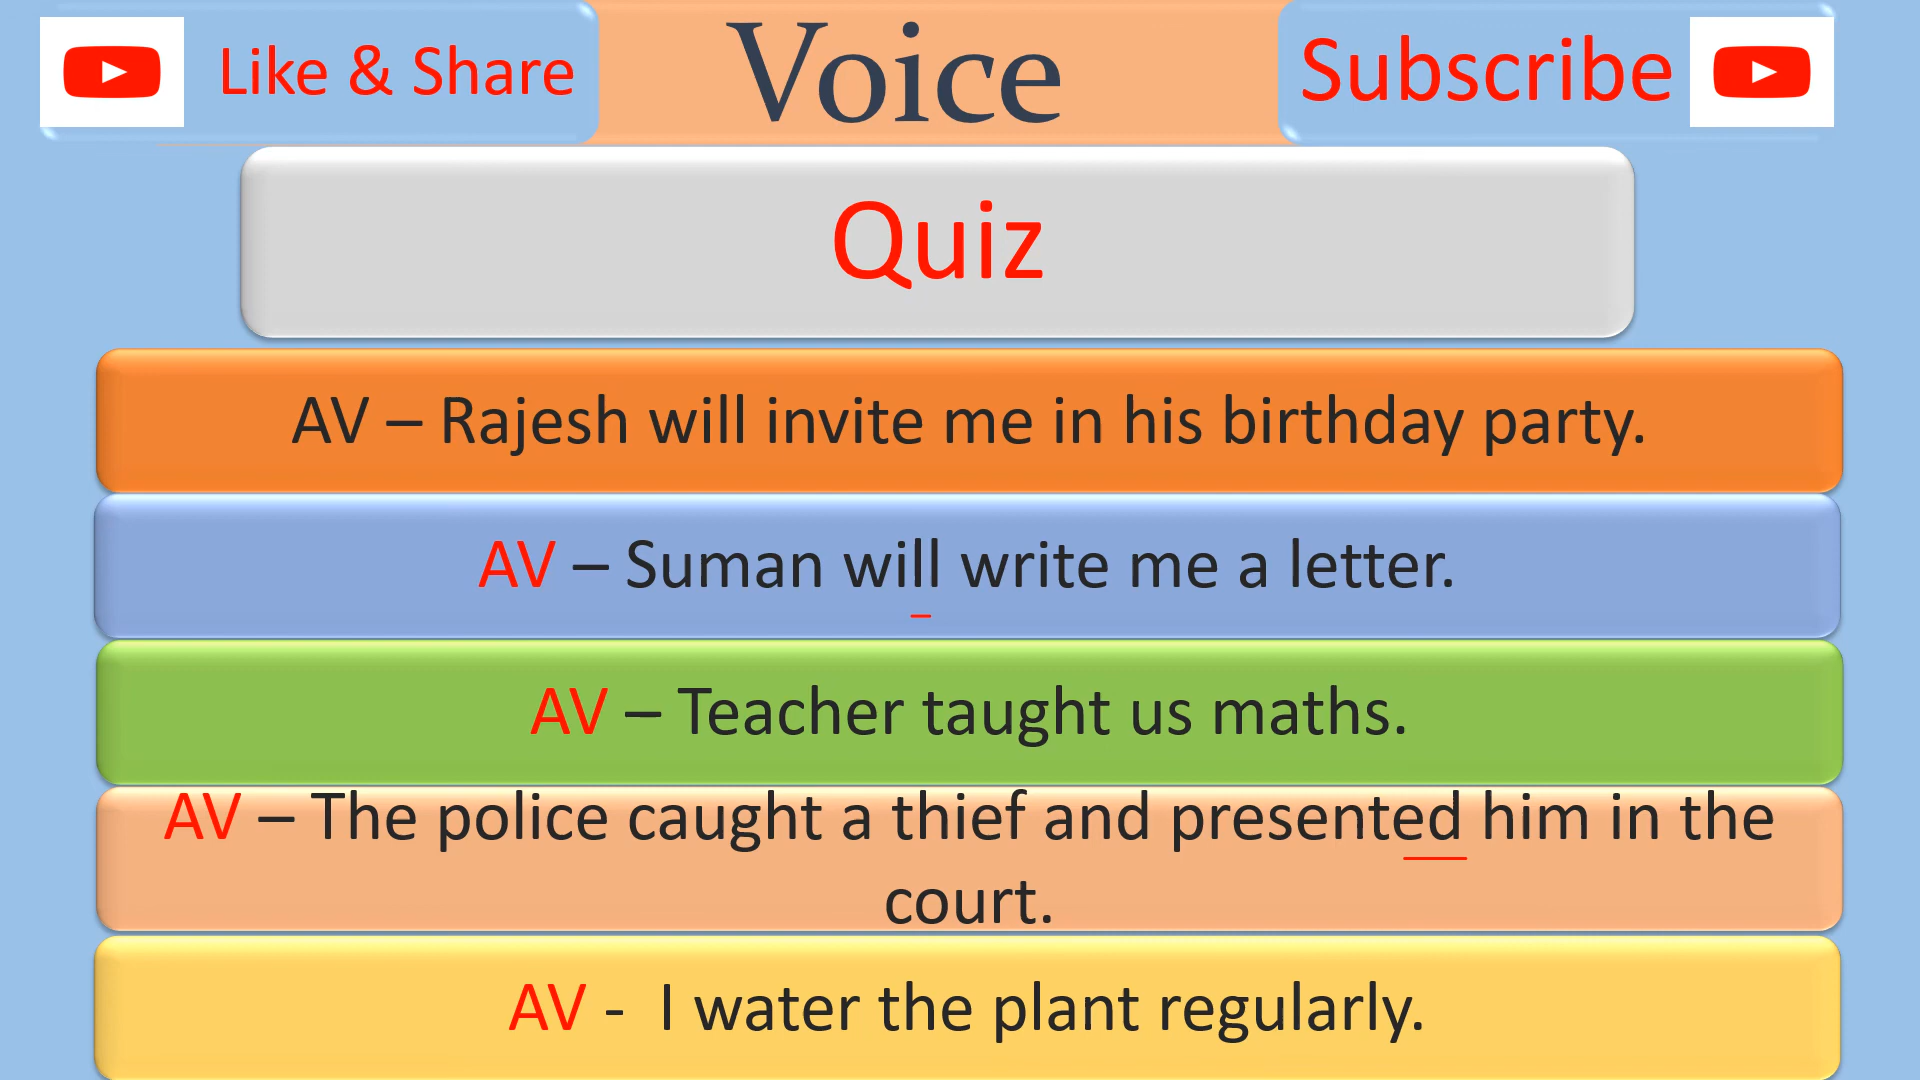 Like & Share
Voice
Subscribe
Quiz
AV – Rajesh will invite me in his birthday party.
AV – Suman will write me a letter.
AV – Teacher taught us maths.
AV – The police caught a thief and presented him in the
court.
AV -  I water the plant regularly.